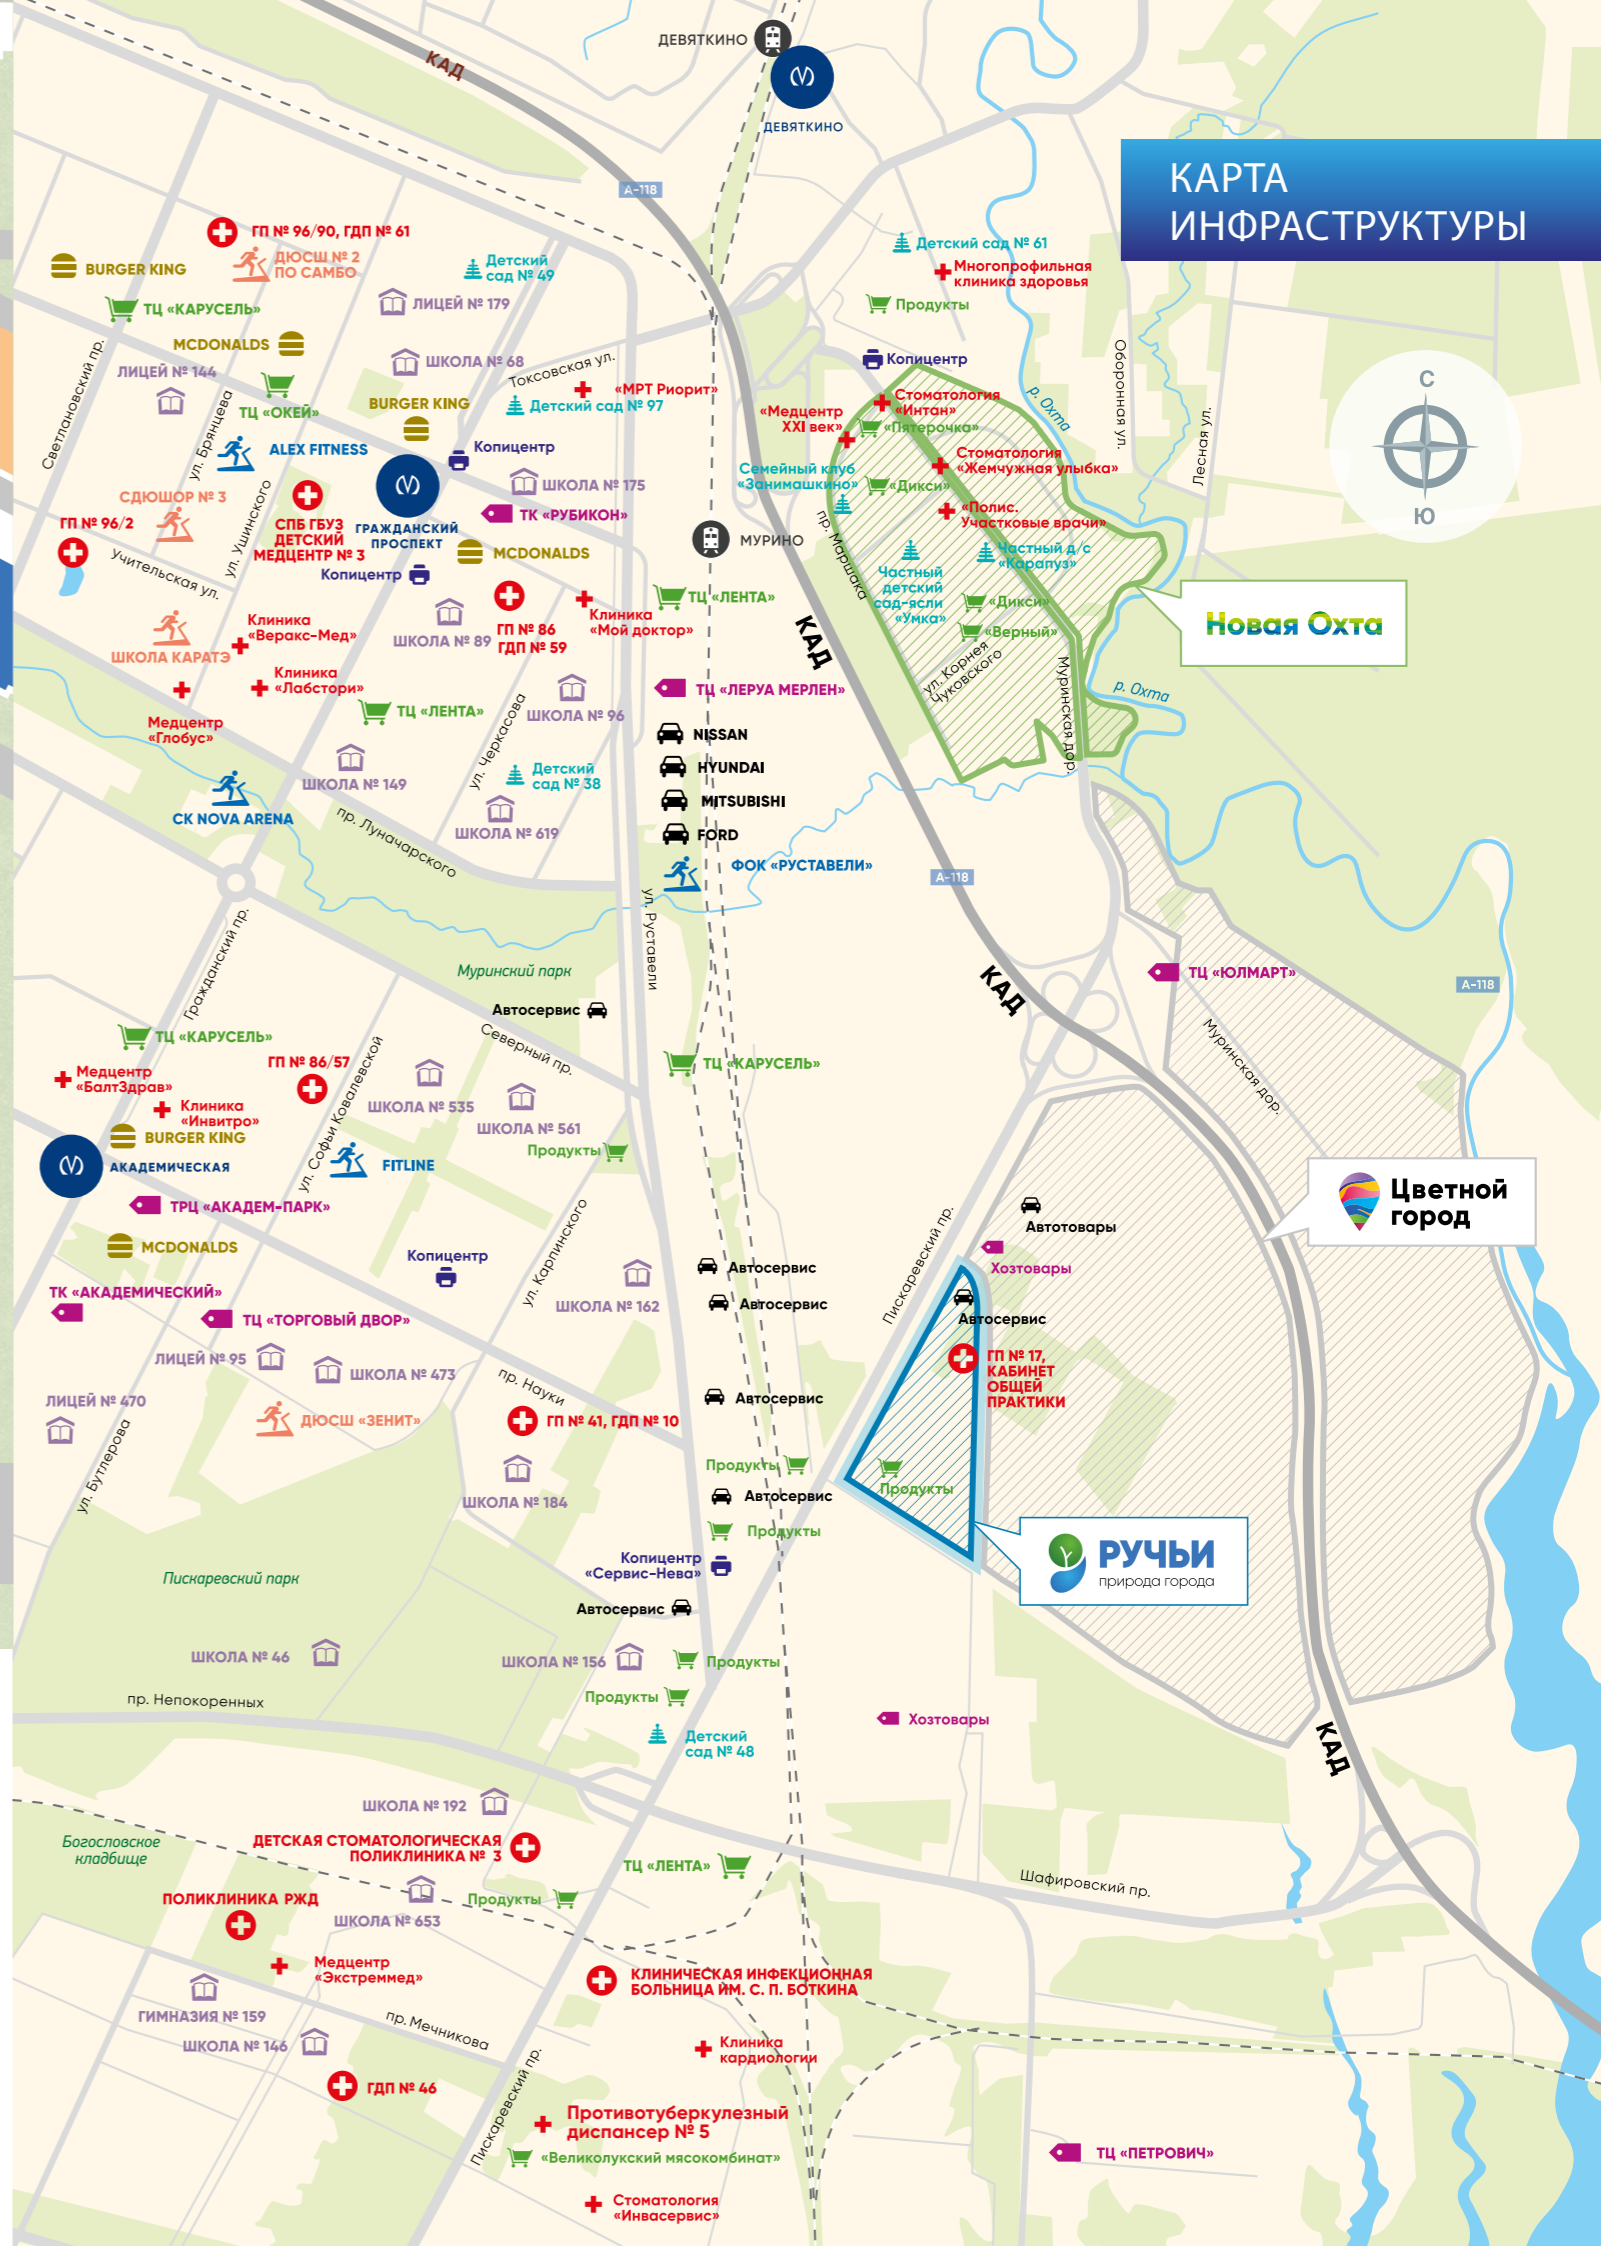 КАРТА
ИНФРАСТРУКТУРЫ
КАД
ДЕВЯТКИНО
ДЕВЯТКИНО
А-118
С
Ю
ГП № 96/90, ГДП № 61
ДЮСШ № 2
ПО САМБО
BURGER KING
Детский
сад № 49
ТЦ «КАРУСЕЛЬ»
ЛИЦЕЙ № 179
MCDONALDS
ЛИЦЕЙ № 144
ШКОЛА № 68
Токсовская ул.
«МРТ Риорит»
Светлановский пр.
ул. Брянцева
ТЦ «ОКЕЙ»
BURGER KING
Детский сад № 97
ALEX FITNESS
Копицентр
СДЮШОР № 3
ул. Ушинского
ШКОЛА № 175
ГП № 96/2
СПБ ГБУЗ
ДЕТСКИЙ
МЕДЦЕНТР № 3
ГРАЖДАНСКИЙ
ПРОСПЕКТ
ТК «РУБИКОН»
MCDONALDS
МУРИНО
Учительская ул.
Копицентр
Детский сад № 61
Многопрофильная
клиника здоровья
Продукты
Копицентр
Оборонная ул.
Лесная ул.
р. Охта
Стоматология
«Интан»
«Медцентр
XXI век»
«Пятерочка»
Стоматология
«Жемчужная улыбка»
Семейный клуб
«Занимашкино»
«Дикси»
«Полис.
Участковые врачи»
пр. Маршака
Частный д/с
«Карапуз»
Частный
детский
сад-ясли
«Умка»
«Дикси»
«Верный»
ул. Корнея
Чуковского
Муринская дор.
р. Охта
Новая Охта
КАД
ШКОЛА КАРАТЭ
Клиника
«Веракс-Мед»
ШКОЛА № 89
ГП № 86
ГДП № 59
Клиника
«Мой доктор»
ТЦ «ЛЕНТА»
Клиника
«Лабстори»
Медцентр
«Глобус»
ТЦ «ЛЕНТА»
ШКОЛА № 96
ТЦ «ЛЕРУА МЕРЛЕН»
ул. Черкасова
NISSAN
HYUNDAI
MITSUBISHI
FORD
ШКОЛА № 149
Детский
сад № 38
СК NOVA ARENA
ШКОЛА № 619
пр. Луначарского
ФОК «РУСТАВЕЛИ»
А-118
ул. Руставели
Гражданский пр.
Муринский парк
Автосервис
Северный пр.
КАД
ТЦ «ЮЛМАРТ»
А-118
Муринская дор.
ТЦ «КАРУСЕЛЬ»
Медцентр
«БалтЗдрав»
ГП № 86/57
ул. Софьи Ковалевской
Клиника
«Инвитро»
ШКОЛА № 535
ТЦ «КАРУСЕЛЬ»
BURGER KING
ШКОЛА № 561
АКАДЕМИЧЕСКАЯ
FITLINE
Продукты
ТРЦ «АКАДЕМ-ПАРК»
MCDONALDS
Копицентр
ул. Карпинского
Пискаревский пр.
Автотовары
Хозтовары
Цветной
город
ТК «АКАДЕМИЧЕСКИЙ»
ТЦ «ТОРГОВЫЙ ДВОР»
ШКОЛА № 162
Автосервис
Автосервис
Автосервис
ЛИЦЕЙ № 95
ШКОЛА № 473
ГП № 17,
КАБИНЕТ
ОБЩЕЙ
ПРАКТИКИ
ЛИЦЕЙ № 470
ул. Бутлерова
ДЮСШ «ЗЕНИТ»
пр. Науки
ГП № 41, ГДП № 10
Автосервис
Продукты
ШКОЛА № 184
Автосервис
Продукты
Продукты
РУЧЬИ
природа города
Копицентр
«Сервис-Нева»
Пискаревский парк
Автосервис
ШКОЛА № 46
ШКОЛА № 156
Продукты
Продукты
пр. Непокоренных
Хозтовары
Детский
сад № 48
КАД
ШКОЛА № 192
Богословское
кладбище
ДЕТСКАЯ СТОМАТОЛОГИЧЕСКАЯ
ПОЛИКЛИНИКА № 3
ТЦ «ЛЕНТА»
Шафировский пр.
ПОЛИКЛИНИКА РЖД
Продукты
ШКОЛА № 653
Медцентр
«Экстреммед»
КЛИНИЧЕСКАЯ ИНФЕКЦИОННАЯ
БОЛЬНИЦА ИМ. С. П. БОТКИНА
ГИМНАЗИЯ № 159
пр. Мечникова
ШКОЛА № 146
Клиника
кардиологии
ГДП № 46
Пискаревский пр.
Противотуберкулезный
диспансер № 5
«Великолукский мясокомбинат»
ТЦ «ПЕТРОВИЧ»
Стоматология
«Инвасервис»